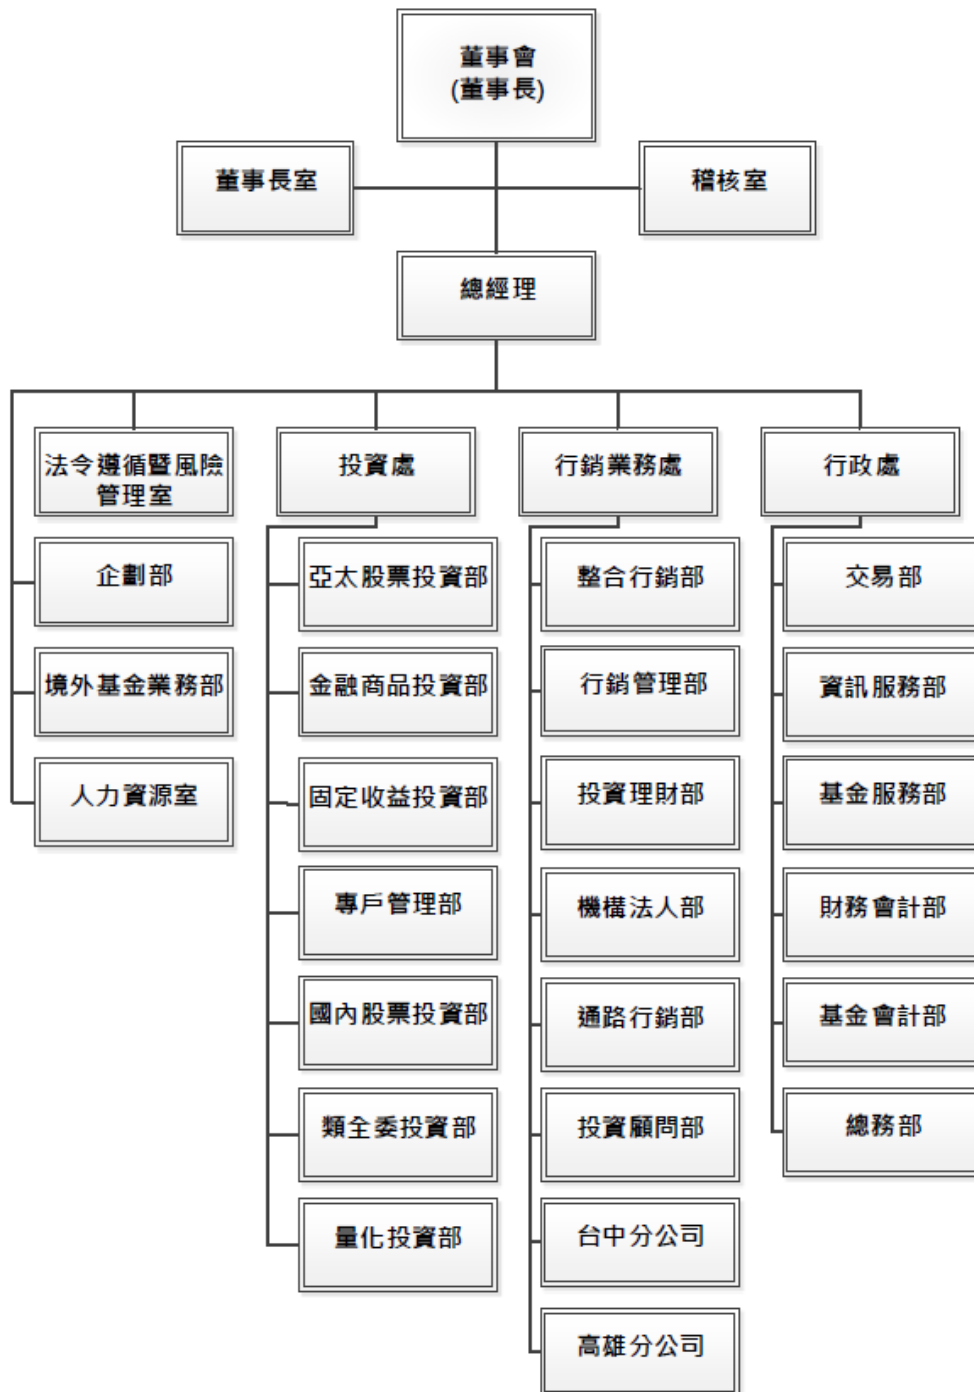 董事會
(董事長)
董事長室
稽核室
總經理
法令遵循暨風險
管理室
投資處
行銷業務處
行政處
企劃部
境外基金業務部
人力資源室
亞太股票投資部
金融商品投資部
固定收益投資部
專戶管理部
國內股票投資部
類全委投資部
量化投資部
整合行銷部
行銷管理部
投資理財部
機構法人部
通路行銷部
投資顧問部
台中分公司
高雄分公司
交易部
資訊服務部
基金服務部
財務會計部
基金會計部
總務部